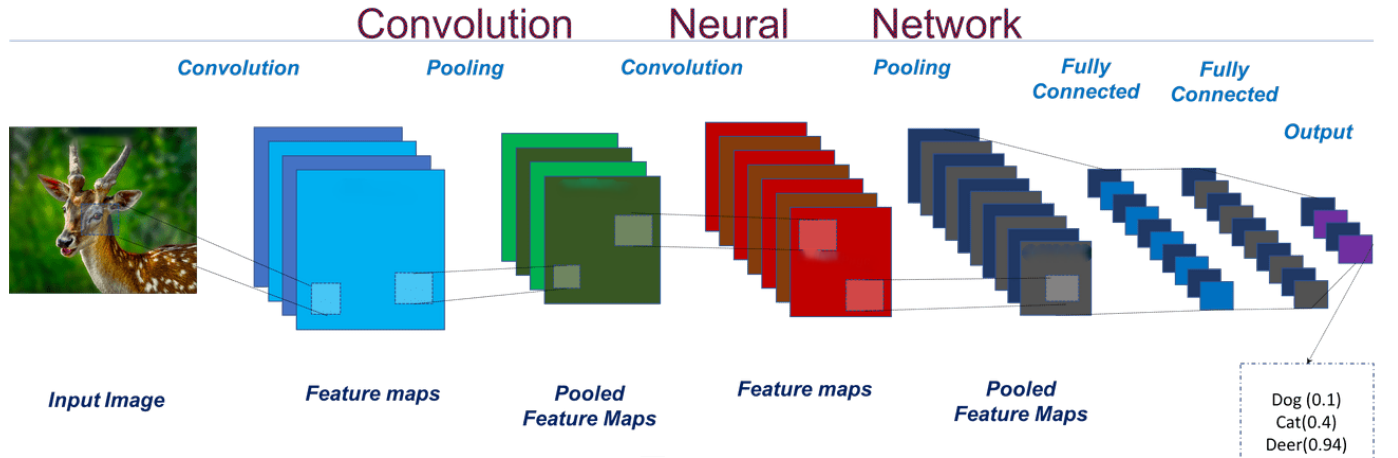 Convolution Neural Network
Convolution
Pooling
Convolution
Pooling
Fully
Connected
Fully
Connected
Output
Input Image
Feature maps
Pooled
Feature Maps
Feature maps
Pooled
Feature Maps
Dog (0.1)
Cat(0.4)
Deer(0.94)